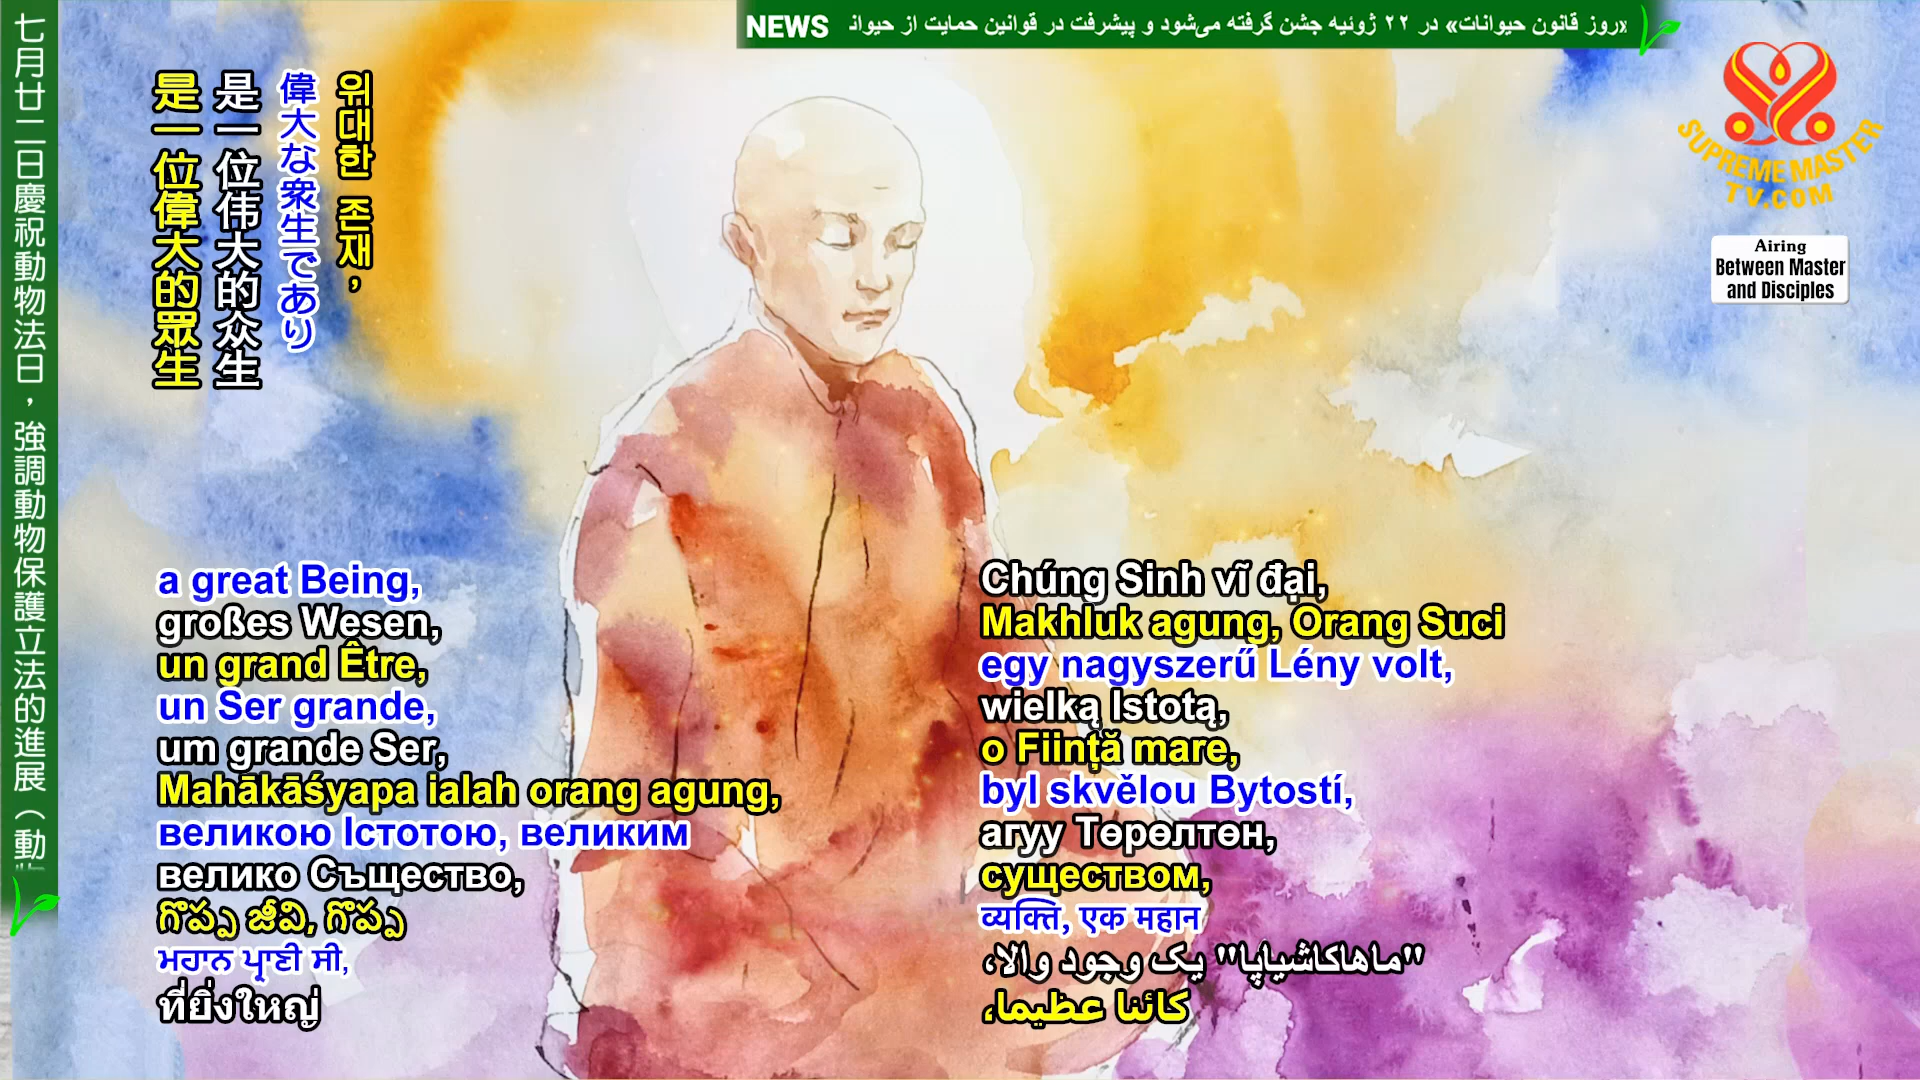 NEWS «روز قانون حیوانات» در ۲۲ ژوئیه جشن گرفته می‌شود و پیشرفت در قوانین حمایت از حیوان
七月廿二日慶祝動物法日，強調動物保護立法的進展（動
SUPREME MASTER
TV.COM
Airing
Between Master
and Disciples
위대한 존재,
偉大な衆生であり
是一位伟大的众生
是一位偉大的眾生
a great Being,
großes Wesen,
un grand Être,
un Ser grande,
um grande Ser,
Mahākāśyapa ialah orang agung,
великою Істотою, великим
велико Същество,
గొప్ప జీవి, గొప్ప
ਮਹਾਨ ਪ੍ਰਾਣੀ ਸੀ,
ที่ยิ่งใหญ่
Chúng Sinh vĩ đại,
Makhluk agung, Orang Suci
egy nagyszerű Lény volt,
wielką Istotą,
o Ființă mare,
byl skvělou Bytostí,
агуу Төрөлтөн,
существом,
व्यक्ति, एक महान
"ماهاکاشیاپا" یک وجود والا،
كائنا عظيما،